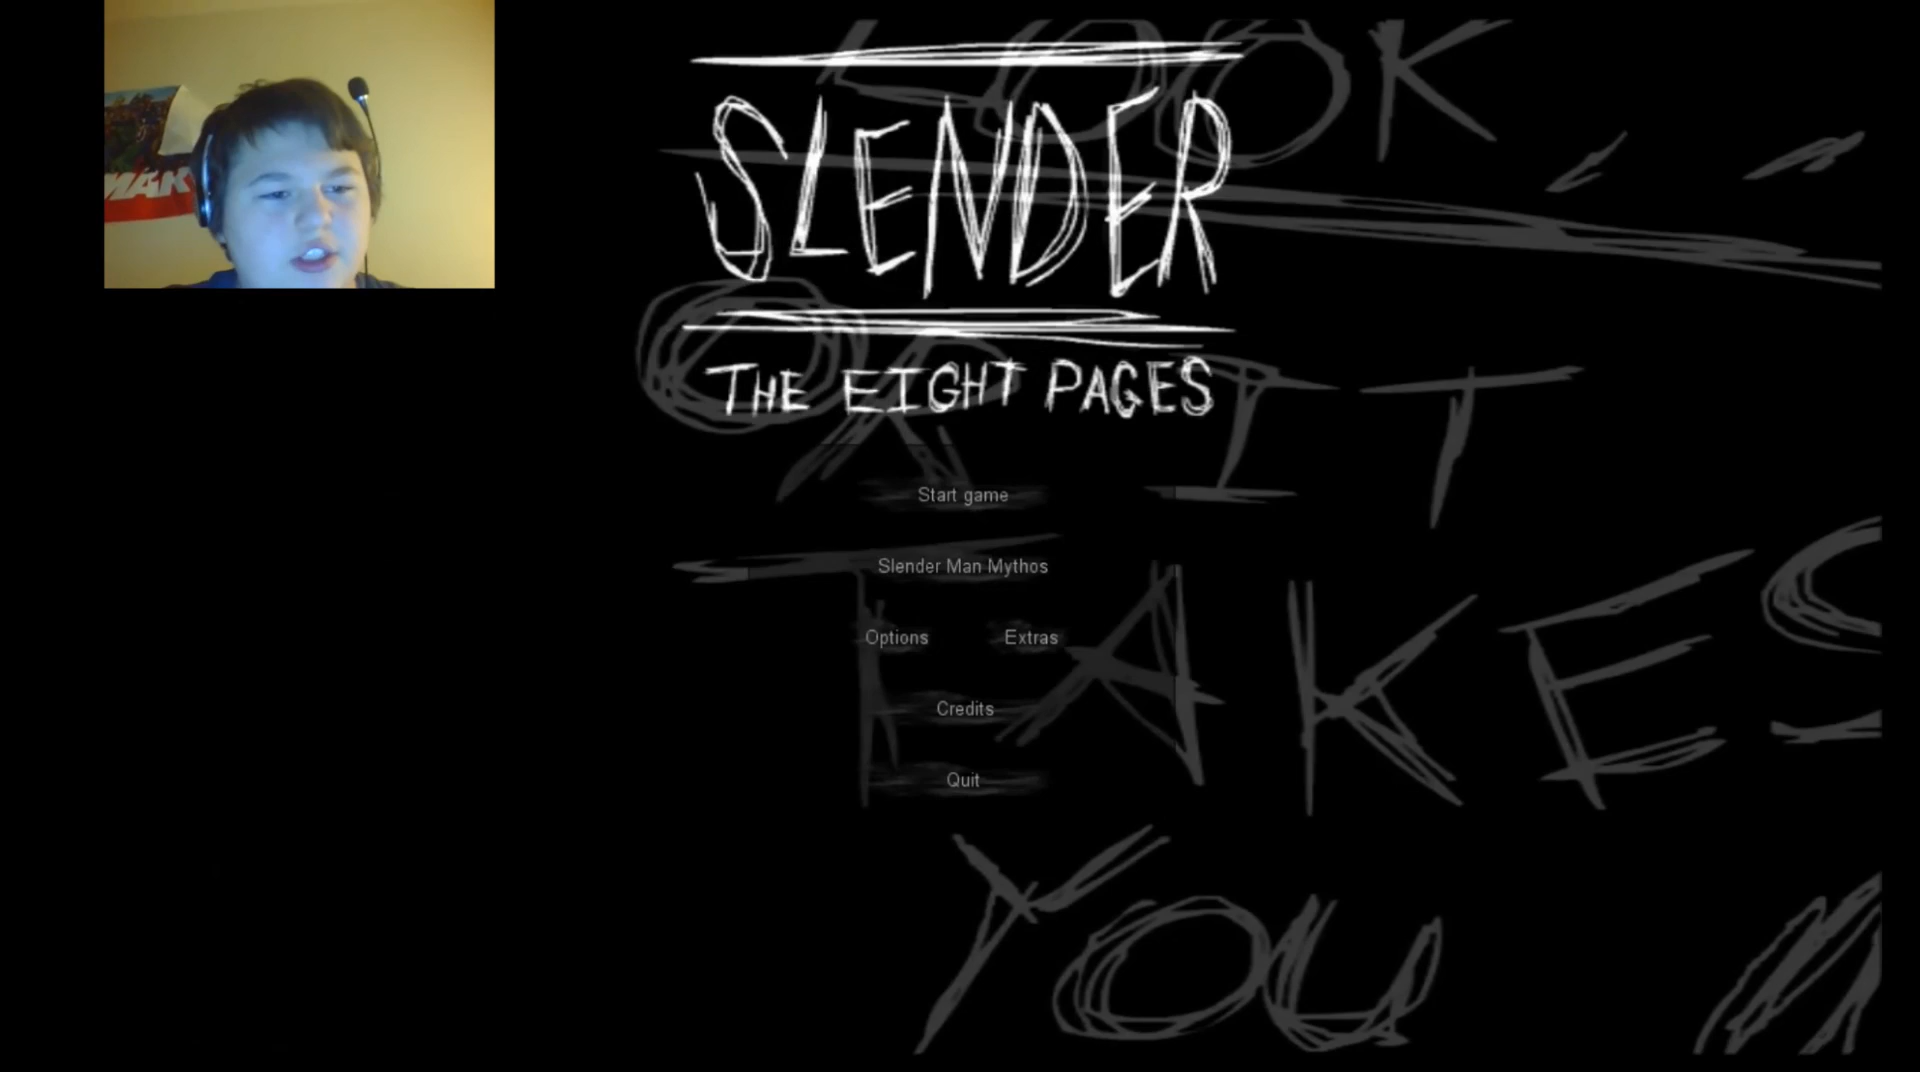 LOOK
SLENDER
THE EIGHT PAGES
OR IT
TAKES
YOU
Start game
Slender Man Mythos
Options Extras
Credits
Quit